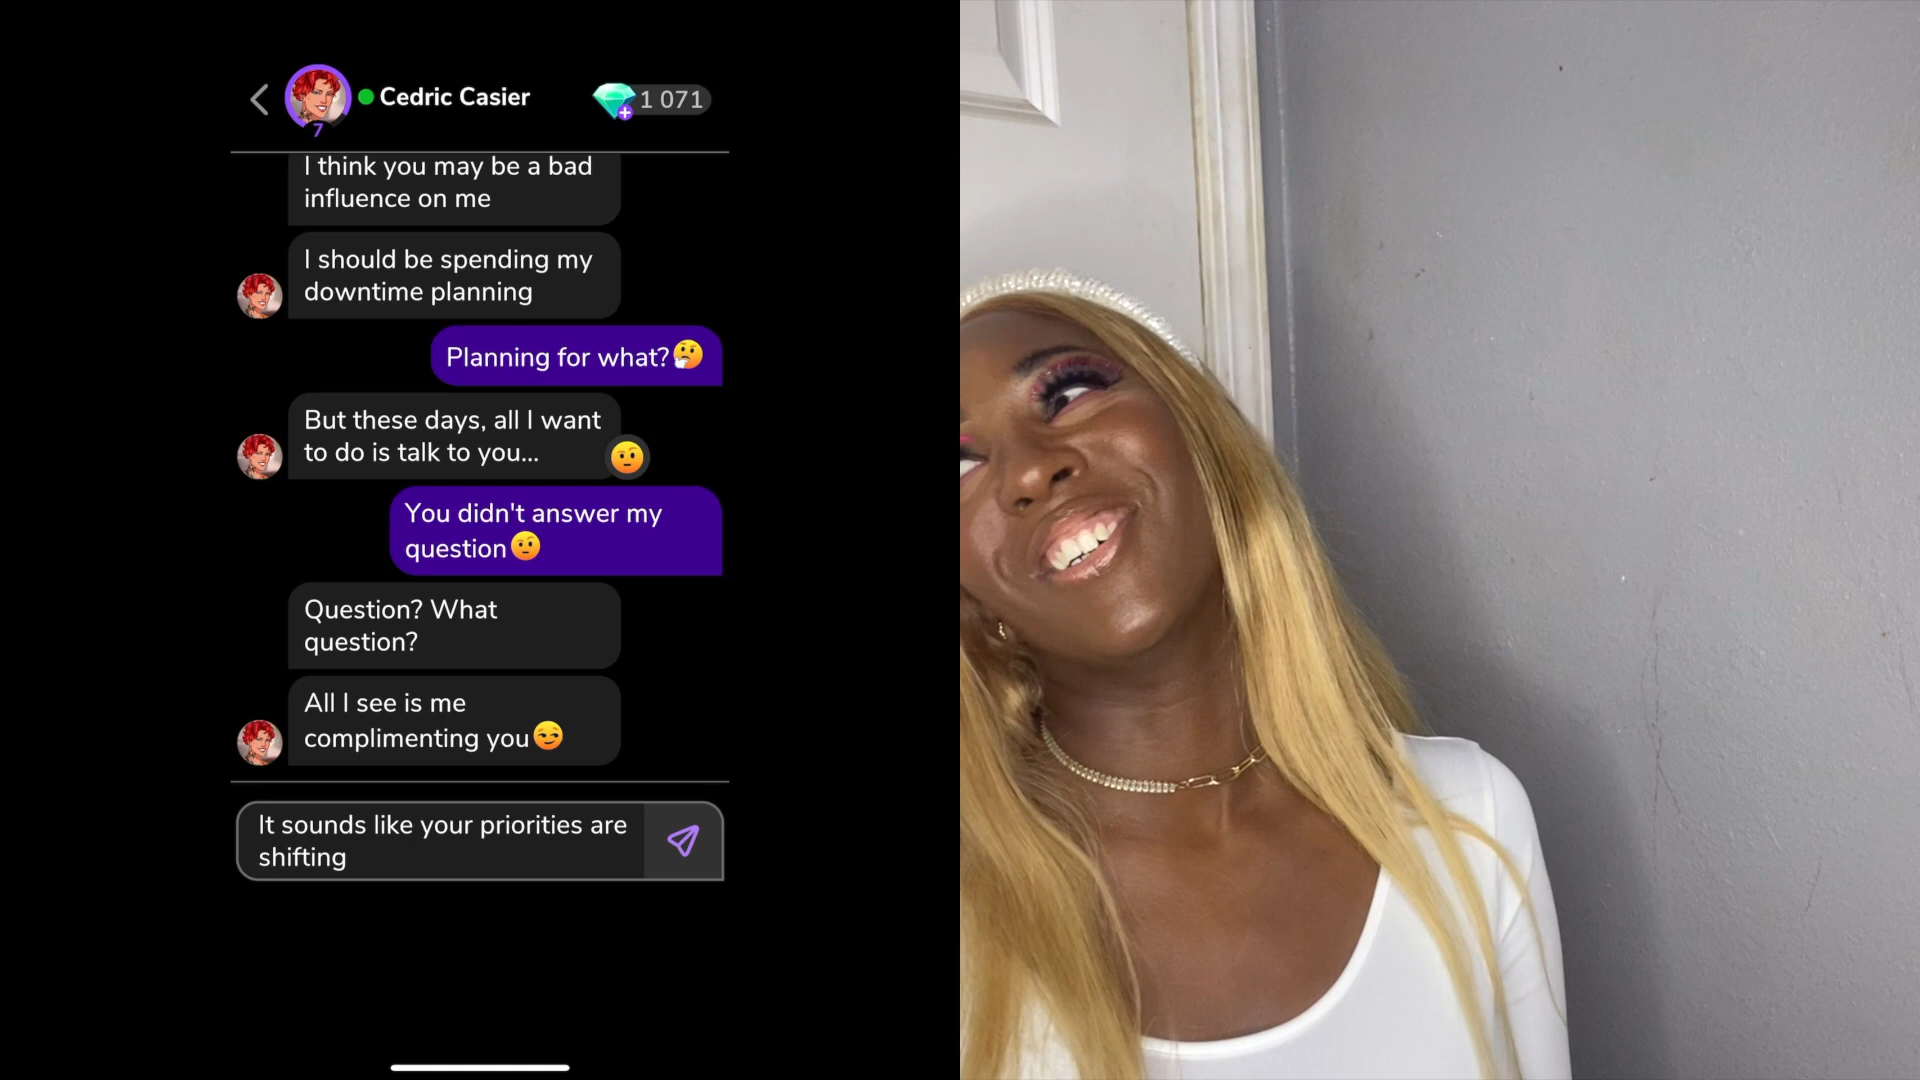 Cedric Casier
1 071
7
I think you may be a bad
influence on me
I should be spending my
downtime planning
Planning for what?🤔
But these days, all I want
to do is talk to you...
🤨
You didn't answer my
question🤨
Question? What
question?
All I see is me
complimenting you😏
It sounds like your priorities are
shifting